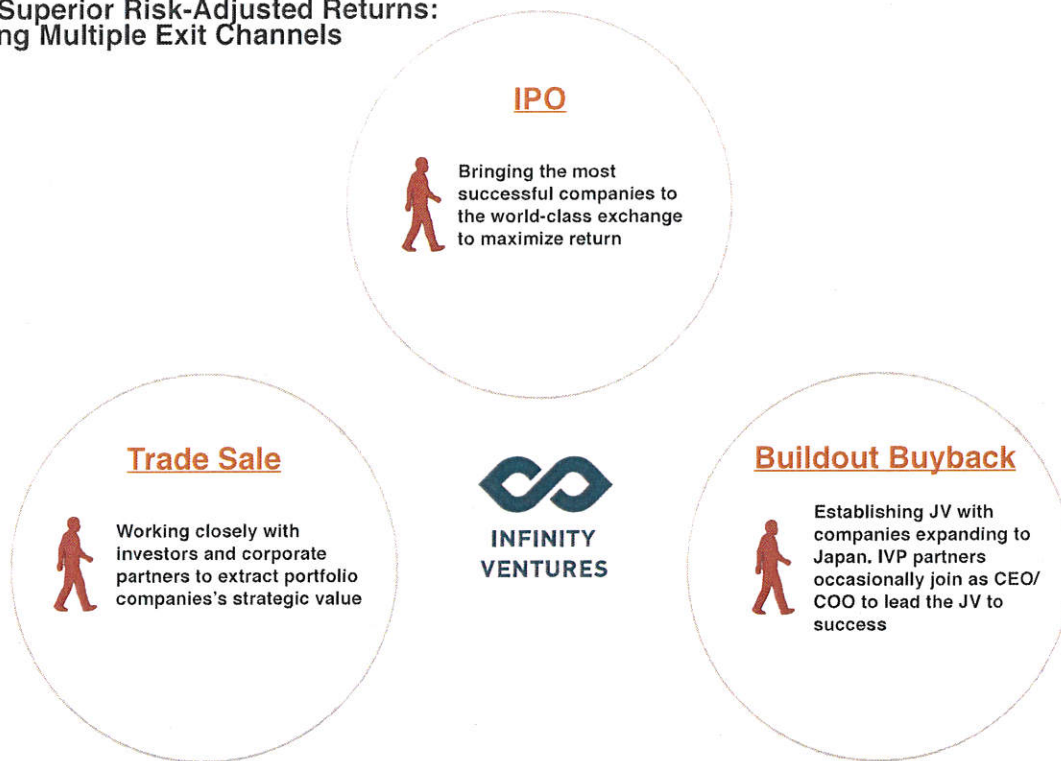 Superior Risk-Adjusted Returns:
ng Multiple Exit Channels
IPO
Bringing the most
successful companies to
the world-class exchange
to maximize return
Trade Sale
Working closely with
investors and corporate
partners to extract portfolio
companies's strategic value
INFINITY
VENTURES
Buildout Buyback
Establishing JV with
companies expanding to
Japan. IVP partners
occasionally join as CEO/
COO to lead the JV to
success